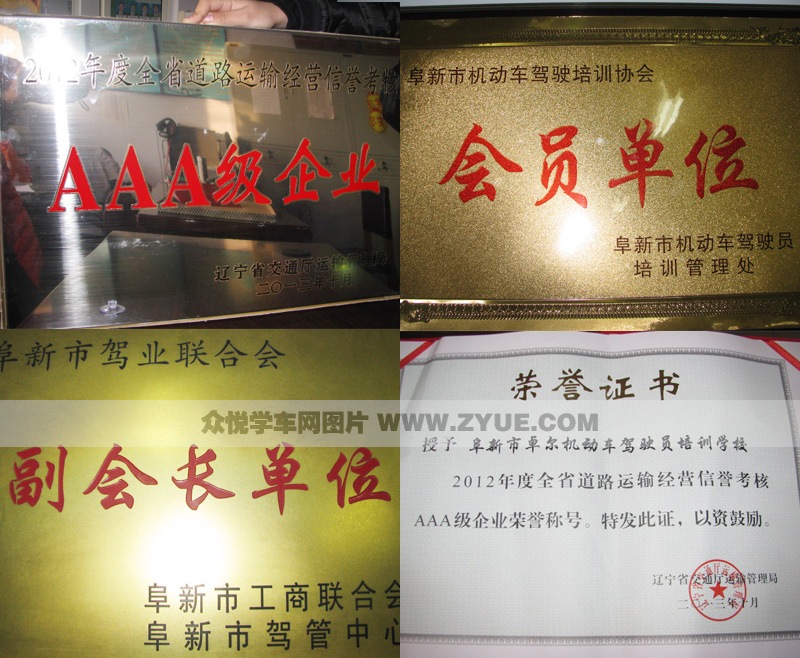 2012年度全省道路运输经营信誉考核
AAA级企业
辽宁省交通厅运输管理局
二〇一三年十月
阜新市机动车驾驶培训协会
会员单位
阜新市机动车驾驶员
培训管理处
阜新市驾业联合会
副会长单位
阜新市工商联合会
阜新市驾管中心
众悦学车网图片 WWW.ZYUE.COM
荣誉证书
授予 阜新市卓尔机动车驾驶员培训学校
2012年度全省道路运输经营信誉考核
AAA级企业荣誉称号。特发此证，以资鼓励。
辽宁省交通厅运输管理局
二〇一三年十月